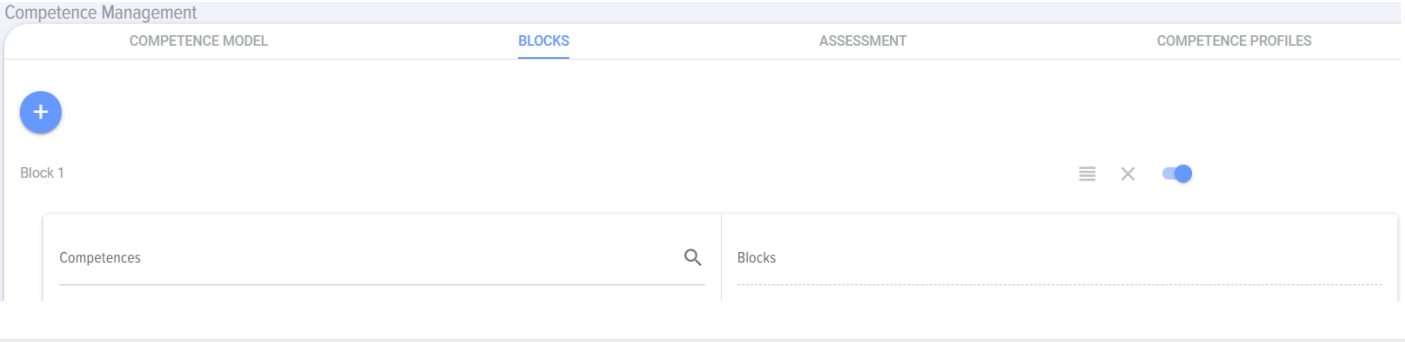 Competence Management
COMPETENCE MODEL BLOCKS ASSESSMENT COMPETENCE PROFILES
Block 1
Competences Blocks